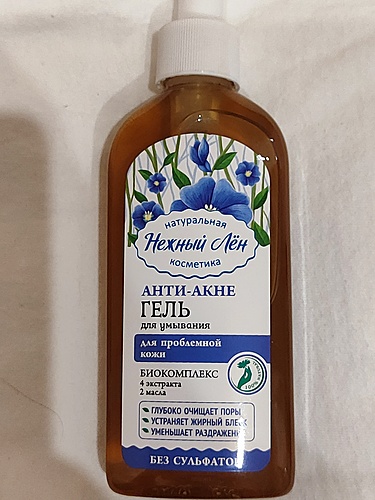 натуральная
Нежный Лён
косметика
АНТИ-АКНЕ
ГЕЛЬ
для умывания
для проблемной
кожи
БИОКОМПЛЕКС
4 экстракта
2 масла
ГЛУБОКО ОЧИЩАЕТ ПОРЫ
УСТРАНЯЕТ ЖИРНЫЙ БЛЕСК
УМЕНЬШАЕТ РАЗДРАЖЕНИЕ
БЕЗ СУЛЬФАТОВ